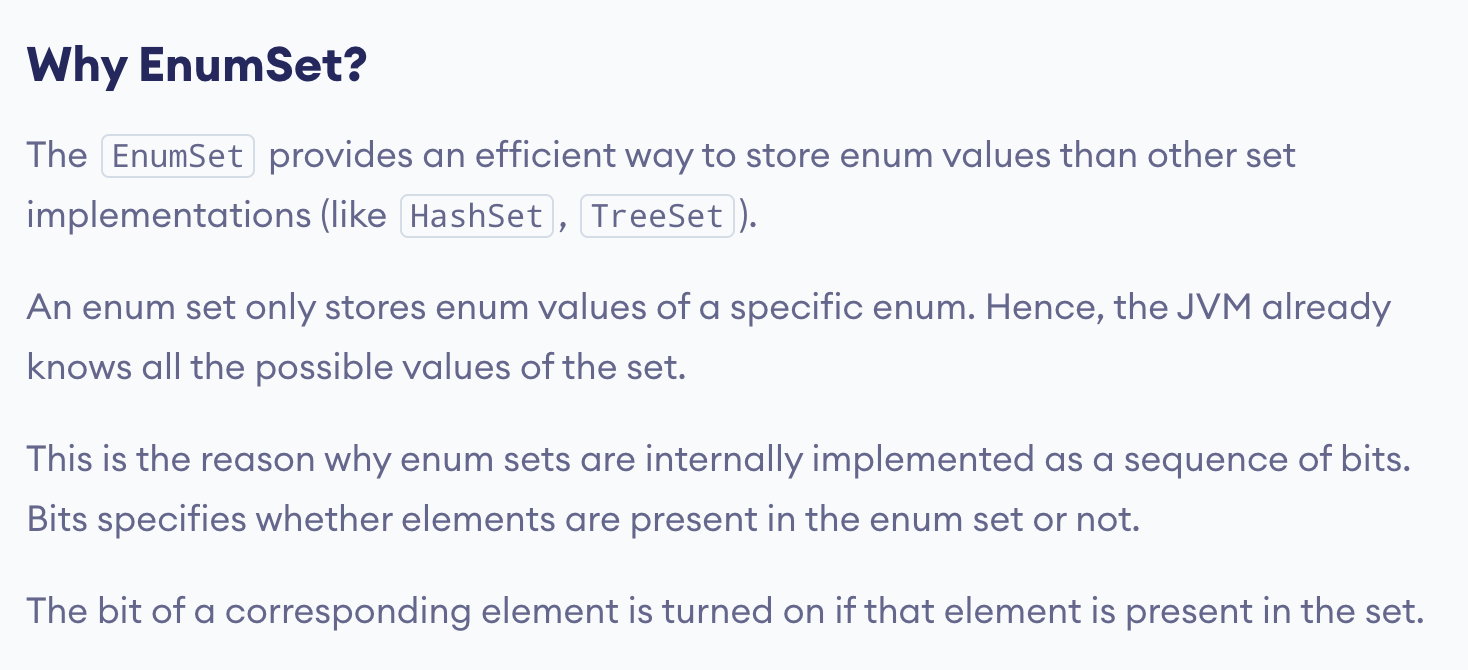 Why EnumSet?
The EnumSet provides an efficient way to store enum values than other set
implementations (like HashSet, TreeSet).
An enum set only stores enum values of a specific enum. Hence, the JVM already
knows all the possible values of the set.
This is the reason why enum sets are internally implemented as a sequence of bits.
Bits specifies whether elements are present in the enum set or not.
The bit of a corresponding element is turned on if that element is present in the set.